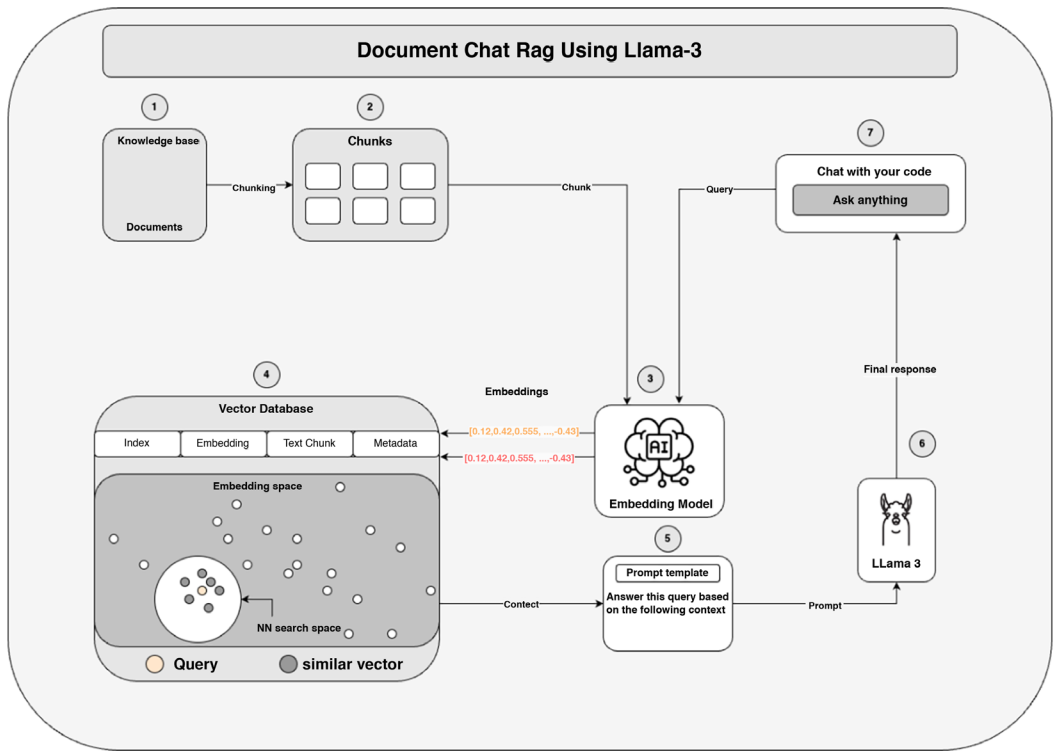 Document Chat Rag Using Llama-3
1
2
7
Knowledge base
Documents
Chunking
Chunks
Chunk
Query
Chat with your code
Ask anything
4
3
6
5
Vector Database
Index
Embedding
Text Chunk
Metadata
Embeddings
[0.12,0.42,0.555, ...,-0.43]
[0.12,0.42,0.555, ...,-0.43]
AI
Embedding Model
Embedding space
NN search space
Query
similar vector
Contect
Prompt template
Answer this query based
on the following context
Prompt
LLama 3
Final response